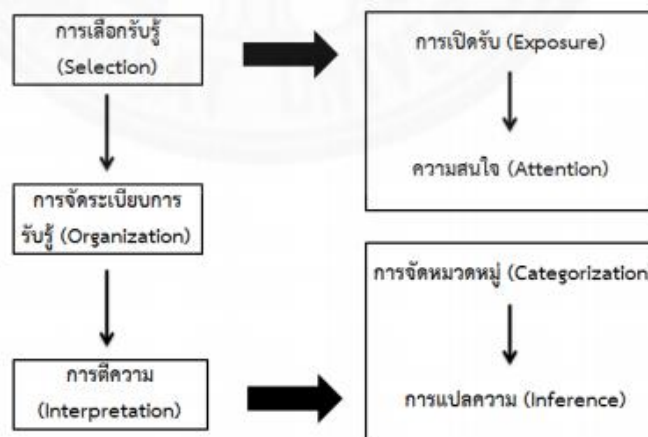 การเลือกรับรู้
(Selection)
การเปิดรับ (Exposure)
ความสนใจ (Attention)
การจัดระเบียบการ
รับรู้ (Organization)
การจัดหมวดหมู่ (Categorization)
การตีความ
(Interpretation)
การแปลความ (Inference)